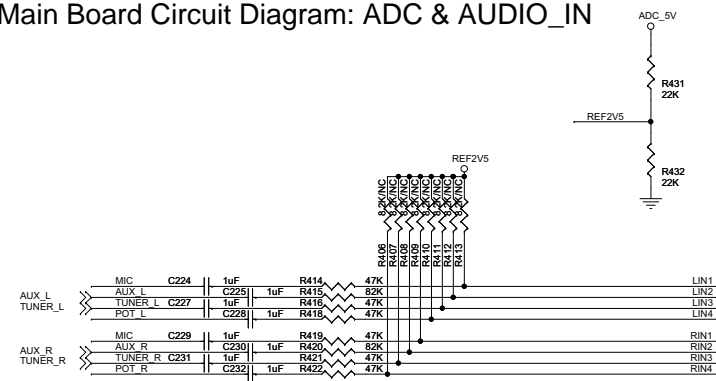 Main Board Circuit Diagram: ADC & AUDIO_IN
ADC_5V
R431
22K
REF2V5
R432
22K
REF2V5
8.2K/NC 8.2K/NC 8.2K/NC 8.2K/NC 8.2K/NC 8.2K/NC 8.2K/NC
R406 R407 R408 R409 R410 R411 R412 R413
MIC C224 1uF R414 47K LIN1
AUX_L C225 1uF R415 82K LIN2
TUNER_L C227 1uF R416 47K LIN3
POT_L C228 1uF R418 47K LIN4
AUX_L
TUNER_L
MIC C229 1uF R419 47K RIN1
AUX_R C230 1uF R420 82K RIN2
TUNER_R C231 1uF R421 47K RIN3
POT_R C232 1uF R422 47K RIN4
AUX_R
TUNER_R